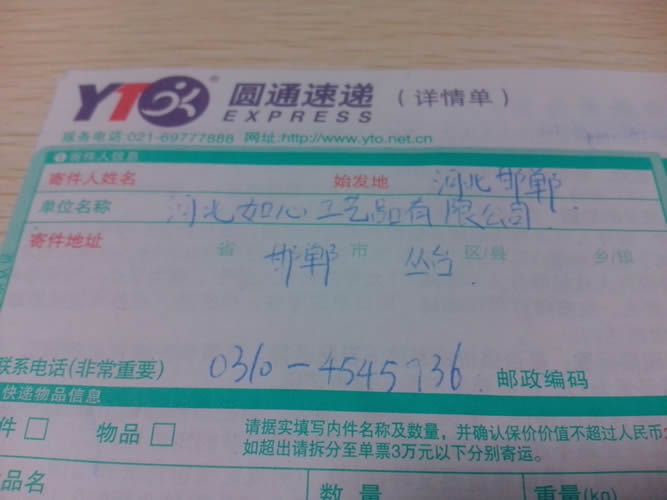 YTO 圆通速递 (详情单)
EXPRESS
服务电话:021-69777888 网址:http://www.yto.net.cn
1 寄件人信息
寄件人姓名 始发地 河北邯郸
单位名称 河北如心工艺品有限公司
寄件地址 省 邯郸 市 丛台 区/县 乡/镇
联系电话(非常重要) 0310-4545736 邮政编码
快递物品信息
件 □ 物品 □ 请据实填写内件名称及数量,并确认保价价值不超过人民币
如超出请拆分至单票3万元以下分别寄运。
品名 数量 重量(kg)